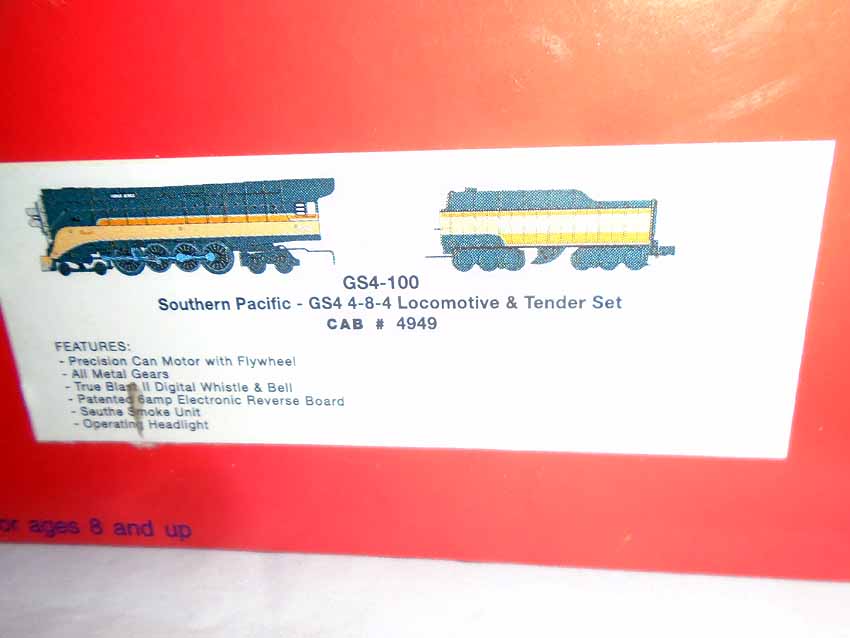 GS4-100
Southern Pacific - GS4 4-8-4 Locomotive & Tender Set
CAB # 4949
FEATURES:
- Precision Can Motor with Flywheel
- All Metal Gears
- True Blast II Digital Whistle & Bell
- Patented 6amp Electronic Reverse Board
- Seuthe Smoke Unit
- Operating Headlight
or ages 8 and up